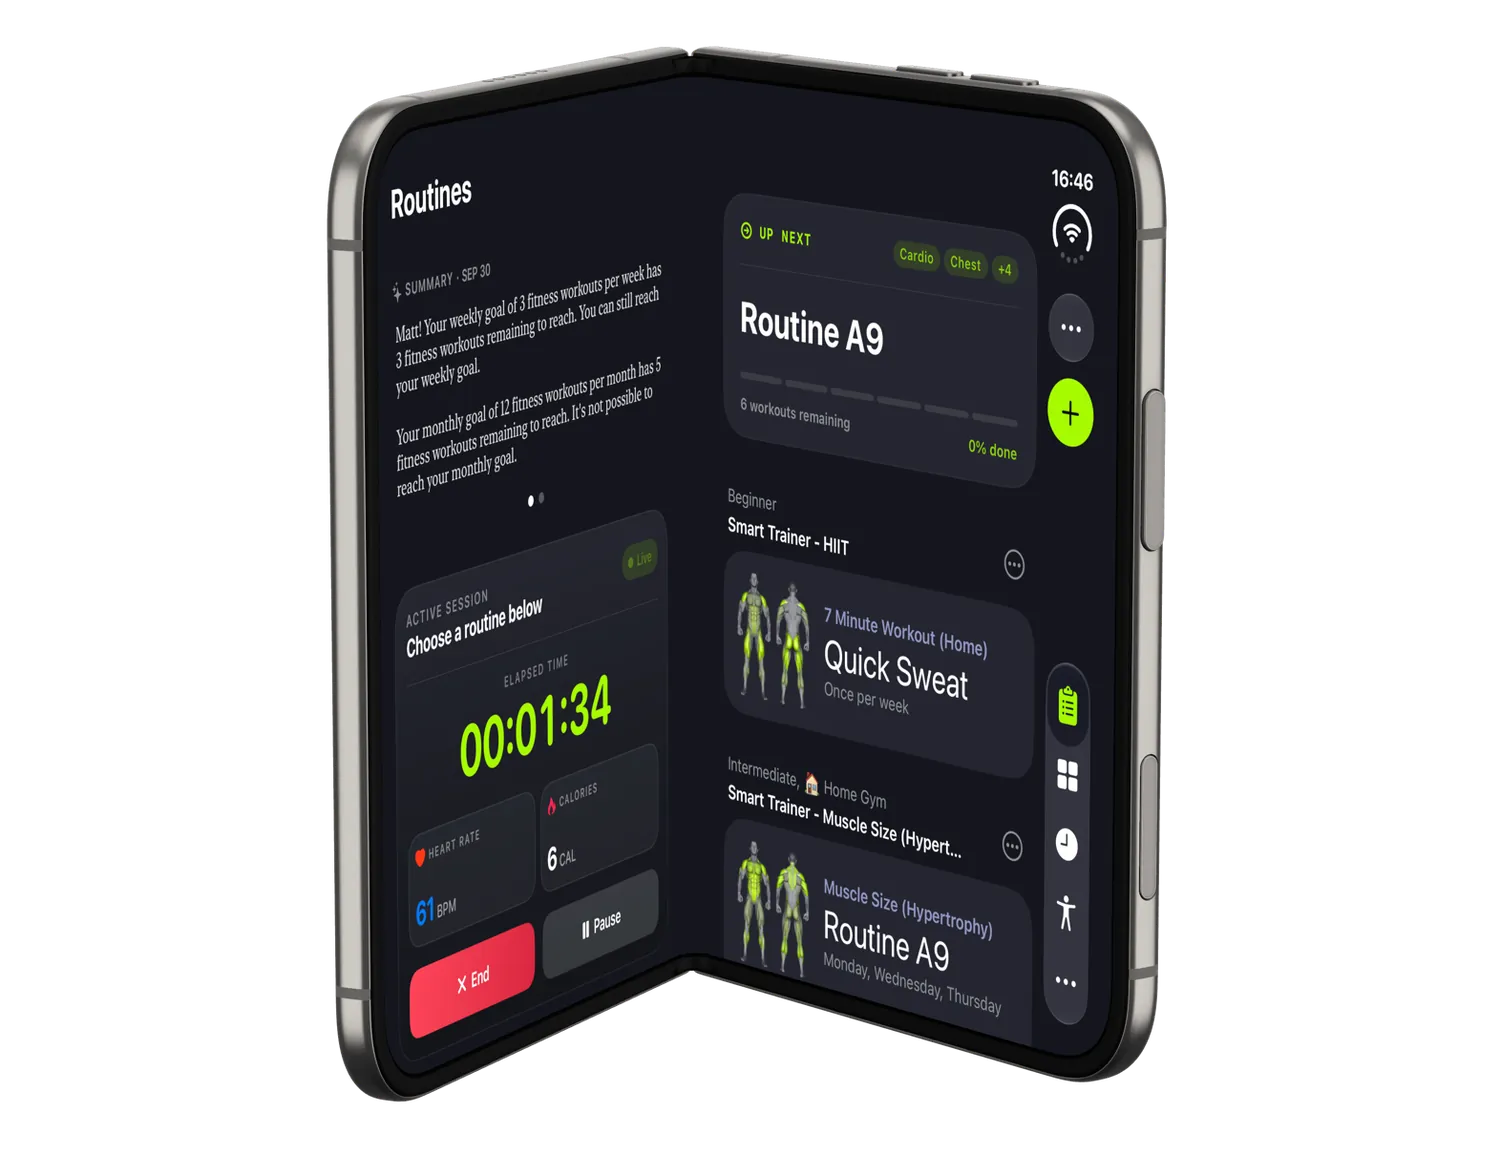 Routines
SUMMARY · SEP 30
Matt! Your weekly goal of 3 fitness workouts per week has
3 fitness workouts remaining to reach. You can still reach
your weekly goal.
Your monthly goal of 12 fitness workouts per month has 5
fitness workouts remaining to reach. It's not possible to
reach your monthly goal.
Live
ACTIVE SESSION
Choose a routine below
ELAPSED TIME
00:01:34
HEART RATE
61 BPM
CALORIES
6 CAL
End
Pause
16:46
UP NEXT
Cardio
Chest
+4
Routine A9
6 workouts remaining
0% done
Beginner
Smart Trainer - HIIT
7 Minute Workout (Home)
Quick Sweat
Once per week
Intermediate, 🏠 Home Gym
Smart Trainer - Muscle Size (Hypert...
Muscle Size (Hypertrophy)
Routine A9
Monday, Wednesday, Thursday